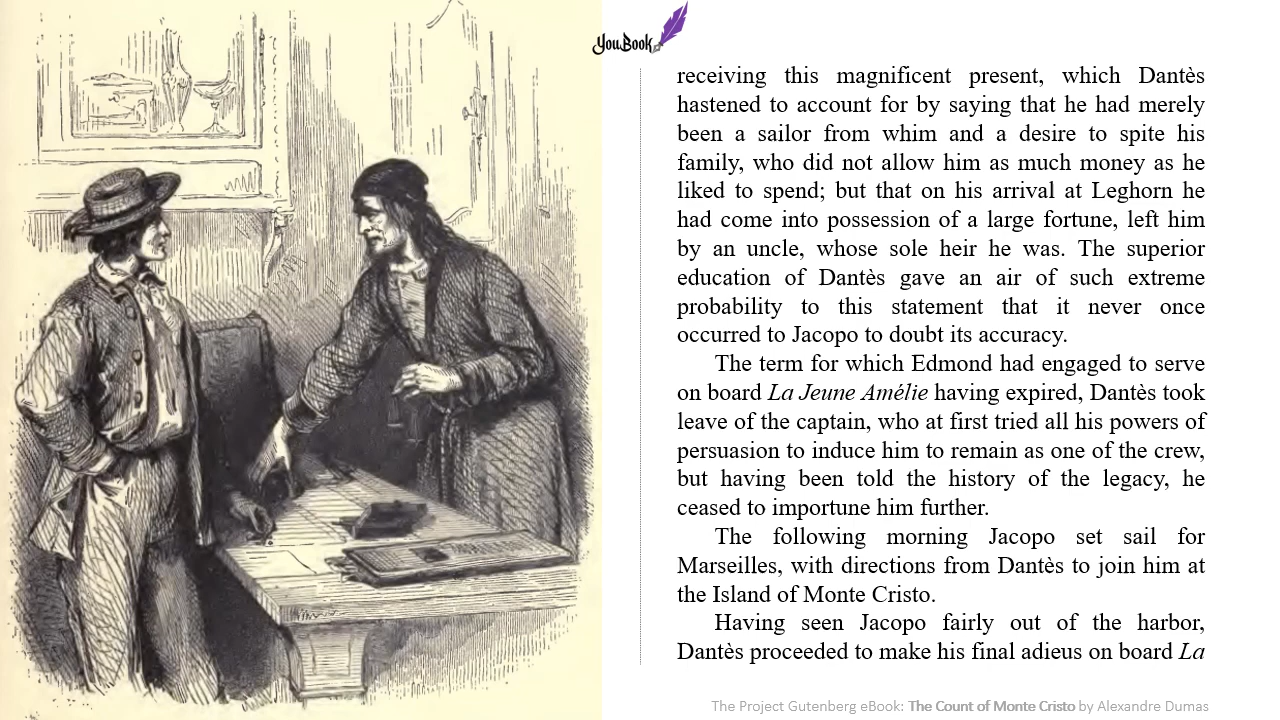 YouBook
receiving this magnificent present, which Dantès
hastened to account for by saying that he had merely
been a sailor from whim and a desire to spite his
family, who did not allow him as much money as he
liked to spend; but that on his arrival at Leghorn he
had come into possession of a large fortune, left him
by an uncle, whose sole heir he was. The superior
education of Dantès gave an air of such extreme
probability to this statement that it never once
occurred to Jacopo to doubt its accuracy.
The term for which Edmond had engaged to serve
on board La Jeune Amélie having expired, Dantès took
leave of the captain, who at first tried all his powers of
persuasion to induce him to remain as one of the crew,
but having been told the history of the legacy, he
ceased to importune him further.
The following morning Jacopo set sail for
Marseilles, with directions from Dantès to join him at
the Island of Monte Cristo.
Having seen Jacopo fairly out of the harbor,
Dantès proceeded to make his final adieus on board La
The Project Gutenberg eBook: The Count of Monte Cristo by Alexandre Dumas